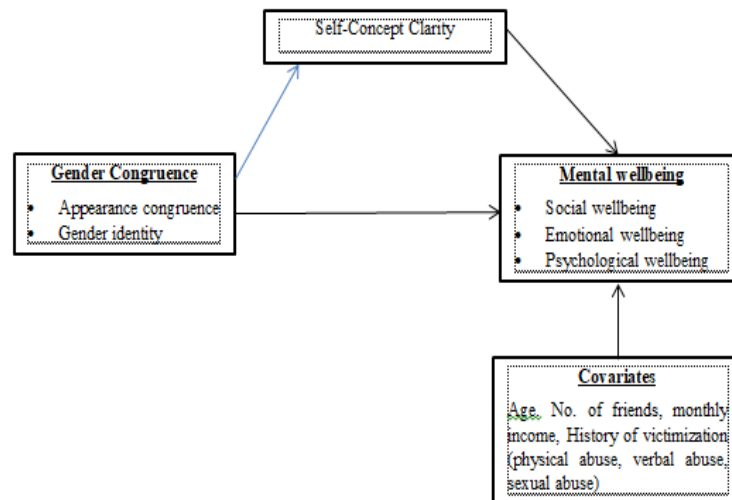 Self-Concept Clarity
Gender Congruence
• Appearance congruence
• Gender identity
Mental wellbeing
• Social wellbeing
• Emotional wellbeing
• Psychological wellbeing
Covariates
Age, No. of friends, monthly
income, History of victimization
(physical abuse, verbal abuse,
sexual abuse)